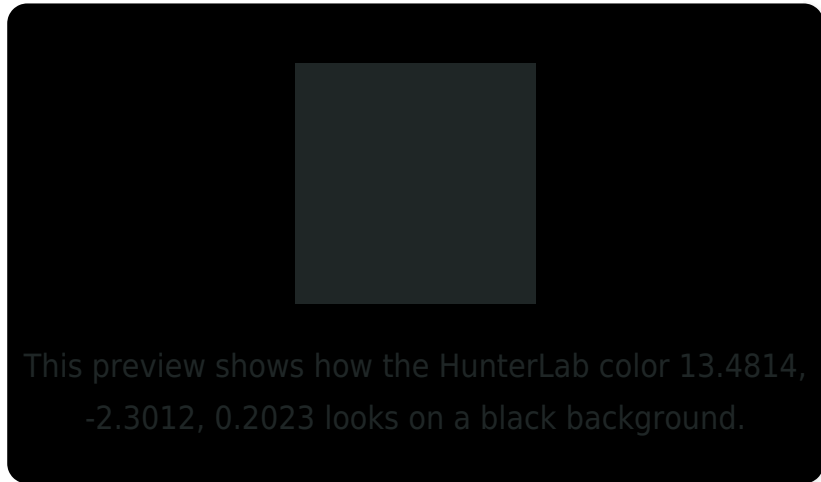 This preview shows how the HunterLab color 13.4814,
-2.3012, 0.2023 looks on a black background.